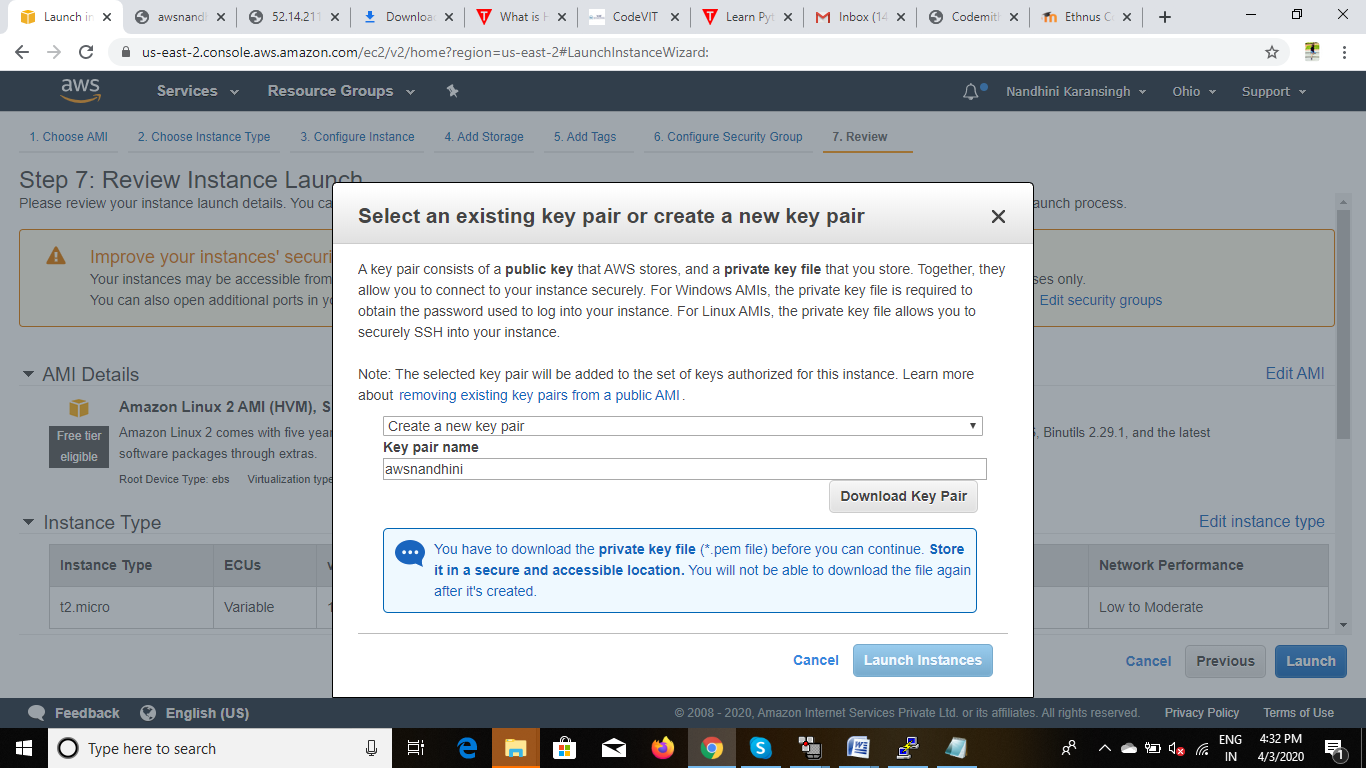 Launch in
awsnandl
52.14.211
Downloa
What is H
CodeVIT
Learn Pyt
Inbox (14
Codemith
Ethnus C
us-east-2.console.aws.amazon.com/ec2/v2/home?region=us-east-2#LaunchInstanceWizard:
aws
Services
Resource Groups
Nandhini Karansingh
Ohio
Support
1. Choose AMI
2. Choose Instance Type
3. Configure Instance
4. Add Storage
5. Add Tags
6. Configure Security Group
7. Review
Step 7: Review Instance Launch
Please review your instance launch details. You ca
aunch process.
Improve your instances' securi
Your instances may be accessible from
ses only.
You can also open additional ports in yo
Edit security groups
AMI Details
Edit AMI
Amazon Linux 2 AMI (HVM), S
Free tier
eligible
Amazon Linux 2 comes with five year
, Binutils 2.29.1, and the latest
software packages through extras.
Root Device Type: ebs
Virtualization type
Instance Type
Edit instance type
Instance Type
ECUs
v
Network Performance
t2.micro
Variable
1
Low to Moderate
Select an existing key pair or create a new key pair
A key pair consists of a public key that AWS stores, and a private key file that you store. Together, they
allow you to connect to your instance securely. For Windows AMIs, the private key file is required to
obtain the password used to log into your instance. For Linux AMIs, the private key file allows you to
securely SSH into your instance.
Note: The selected key pair will be added to the set of keys authorized for this instance. Learn more
about removing existing key pairs from a public AMI .
Create a new key pair
Key pair name
awsnandhini
Download Key Pair
You have to download the private key file (*.pem file) before you can continue. Store
it in a secure and accessible location. You will not be able to download the file again
after it's created.
Cancel
Launch Instances
Cancel
Previous
Launch
Feedback
English (US)
© 2008 - 2020, Amazon Internet Services Private Ltd. or its affiliates. All rights reserved.
Privacy Policy
Terms of Use
Type here to search
ENG
IN
4:32 PM
4/3/2020
1